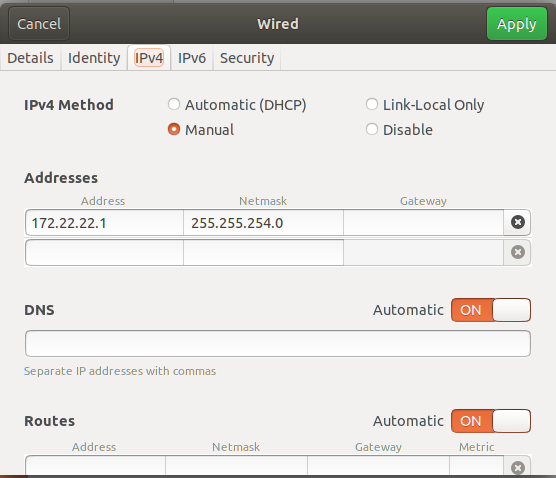 Cancel Wired Apply
Details Identity IPv4 IPv6 Security
IPv4 Method Automatic (DHCP) Link-Local Only
Manual Disable
Addresses
Address Netmask Gateway
172.22.22.1 255.255.254.0
DNS Automatic ON
Separate IP addresses with commas
Routes Automatic ON
Address Netmask Gateway Metric